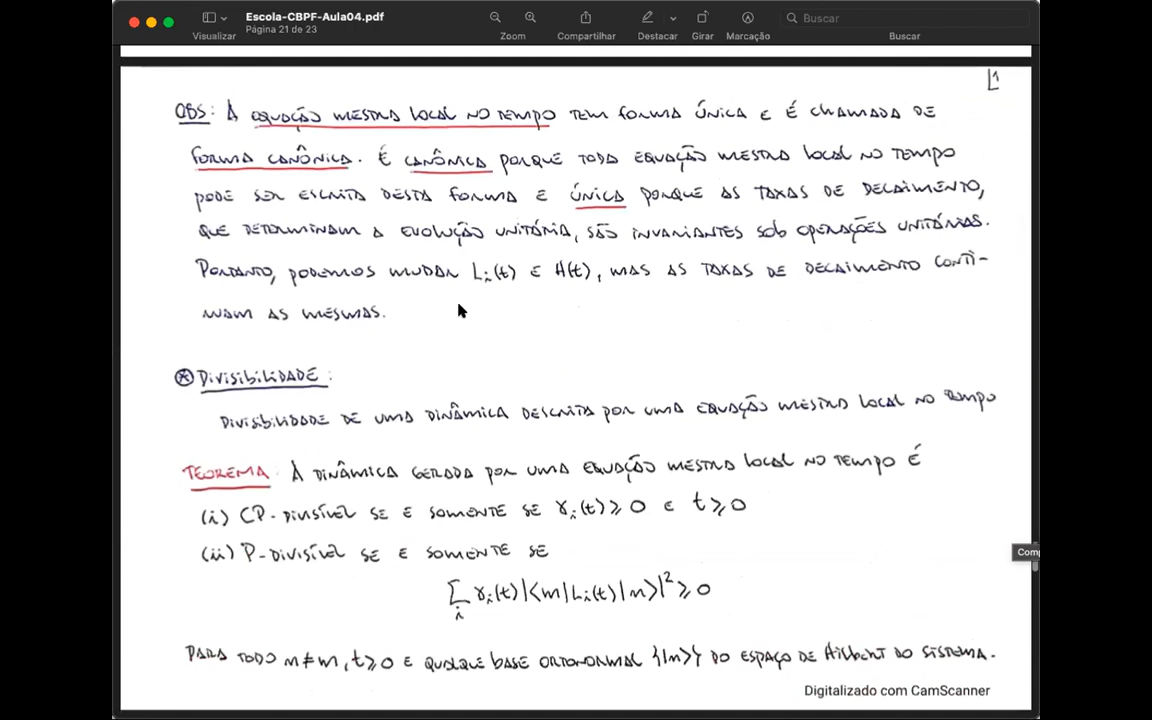 Escola-CBPF-Aula04.pdf
Página 21 de 23
Visualizar
Zoom
Compartilhar
Destacar
Girar
Marcação
Buscar
Buscar
OBS: A EQUAÇÃO MESTRA LOCAL NO TEMPO TEM FORMA ÚNICA E É CHAMADA DE
FORMA CANÔNICA. É CANÔNICA PORQUE TODA EQUAÇÃO MESTRA LOCAL NO TEMPO
PODE SER ESCRITA DESTA FORMA E ÚNICA PORQUE AS TAXAS DE DECAIMENTO,
QUE DETERMINAM A EVOLUÇÃO UNITÁRIA, SÃO INVARIANTES SOB OPERAÇÕES UNITÁRIAS.
PORTANTO, PODEMOS MUDAR Lᵢ(t) E H(t), MAS AS TAXAS DE DECAIMENTO CONTI-
NUAM AS MESMAS.
⊛ DIVISIBILIDADE:
DIVISIBILIDADE DE UMA DINÂMICA DESCRITA POR UMA EQUAÇÃO MESTRA LOCAL NO TEMPO
TEOREMA: A DINÂMICA GERADA POR UMA EQUAÇÃO MESTRA LOCAL NO TEMPO É
(i) CP-DIVISÍVEL SE E SOMENTE SE γᵢ(t) ≥ 0 E t ≥ 0
(ii) P-DIVISÍVEL SE E SOMENTE SE
∑ᵢ γᵢ(t)|<m|Lᵢ(t)|n>|² ≥ 0
PARA TODO n ≠ m, t ≥ 0 E QUALQUE BASE ORTONORMAL {|n>} DO ESPAÇO DE HILBERT DO SISTEMA.
Digitalizado com CamScanner